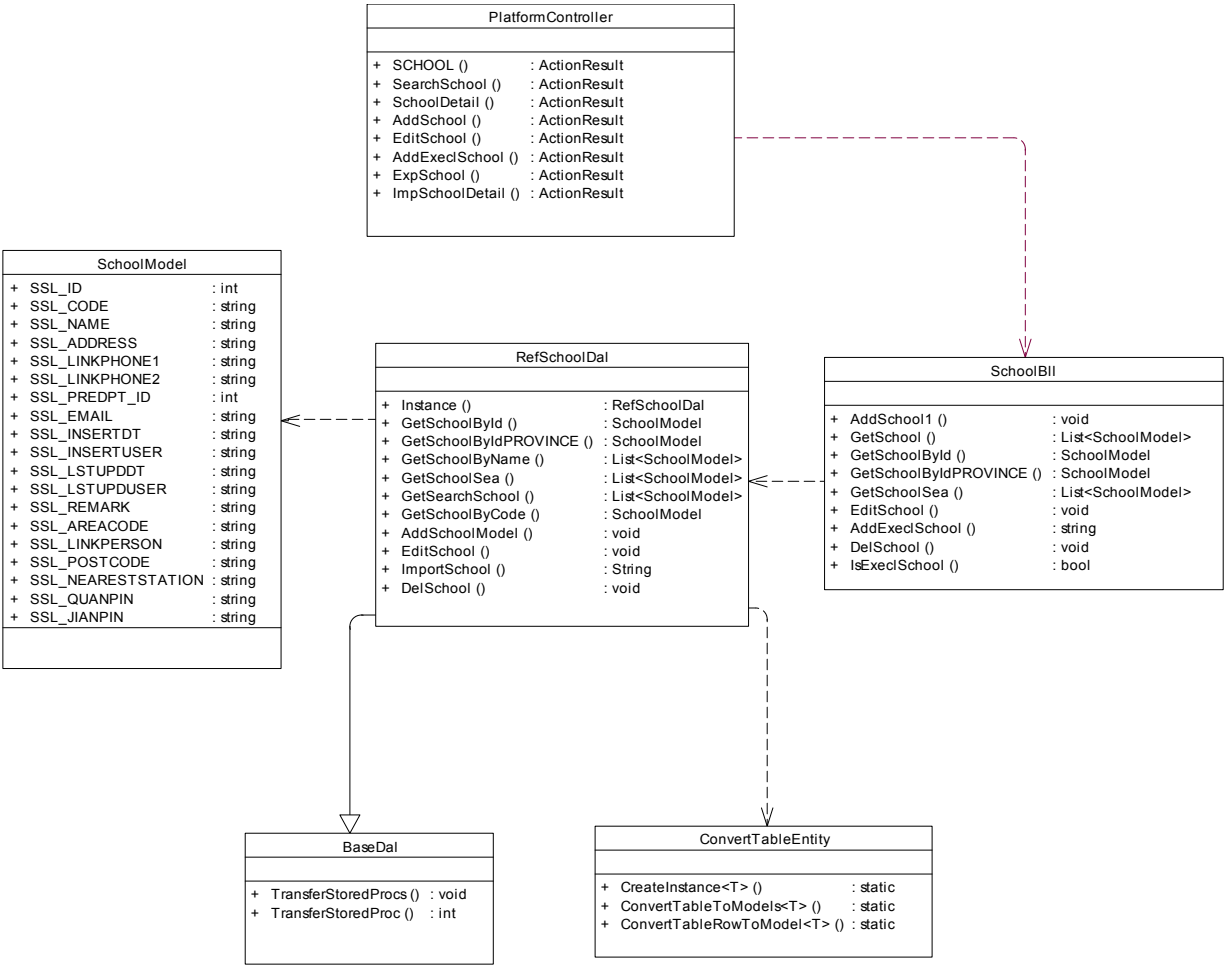 PlatformController
+ SCHOOL () : ActionResult
+ SearchSchool () : ActionResult
+ SchoolDetail () : ActionResult
+ AddSchool () : ActionResult
+ EditSchool () : ActionResult
+ AddExeclSchool () : ActionResult
+ ExpSchool () : ActionResult
+ ImpSchoolDetail () : ActionResult
SchoolModel
+ SSL_ID : int
+ SSL_CODE : string
+ SSL_NAME : string
+ SSL_ADDRESS : string
+ SSL_LINKPHONE1 : string
+ SSL_LINKPHONE2 : string
+ SSL_PREDPT_ID : int
+ SSL_EMAIL : string
+ SSL_INSERTDT : string
+ SSL_INSERTUSER : string
+ SSL_LSTUPDDT : string
+ SSL_LSTUPDUSER : string
+ SSL_REMARK : string
+ SSL_AREACODE : string
+ SSL_LINKPERSON : string
+ SSL_POSTCODE : string
+ SSL_NEARESTSTATION : string
+ SSL_QUANPIN : string
+ SSL_JIANPIN : string
RefSchoolDal
+ Instance () : RefSchoolDal
+ GetSchoolById () : SchoolModel
+ GetSchoolByIdPROVINCE () : SchoolModel
+ GetSchoolByName () : List<SchoolModel>
+ GetSchoolSea () : List<SchoolModel>
+ GetSearchSchool () : List<SchoolModel>
+ GetSchoolByCode () : SchoolModel
+ AddSchoolModel () : void
+ EditSchool () : void
+ ImportSchool () : String
+ DelSchool () : void
SchoolBll
+ AddSchool1 () : void
+ GetSchool () : List<SchoolModel>
+ GetSchoolById () : SchoolModel
+ GetSchoolByIdPROVINCE () : SchoolModel
+ GetSchoolSea () : List<SchoolModel>
+ EditSchool () : void
+ AddExeclSchool () : string
+ DelSchool () : void
+ IsExeclSchool () : bool
BaseDal
+ TransferStoredProcs () : void
+ TransferStoredProc () : int
ConvertTableEntity
+ CreateInstance<T> () : static
+ ConvertTableToModels<T> () : static
+ ConvertTableRowToModel<T> () : static